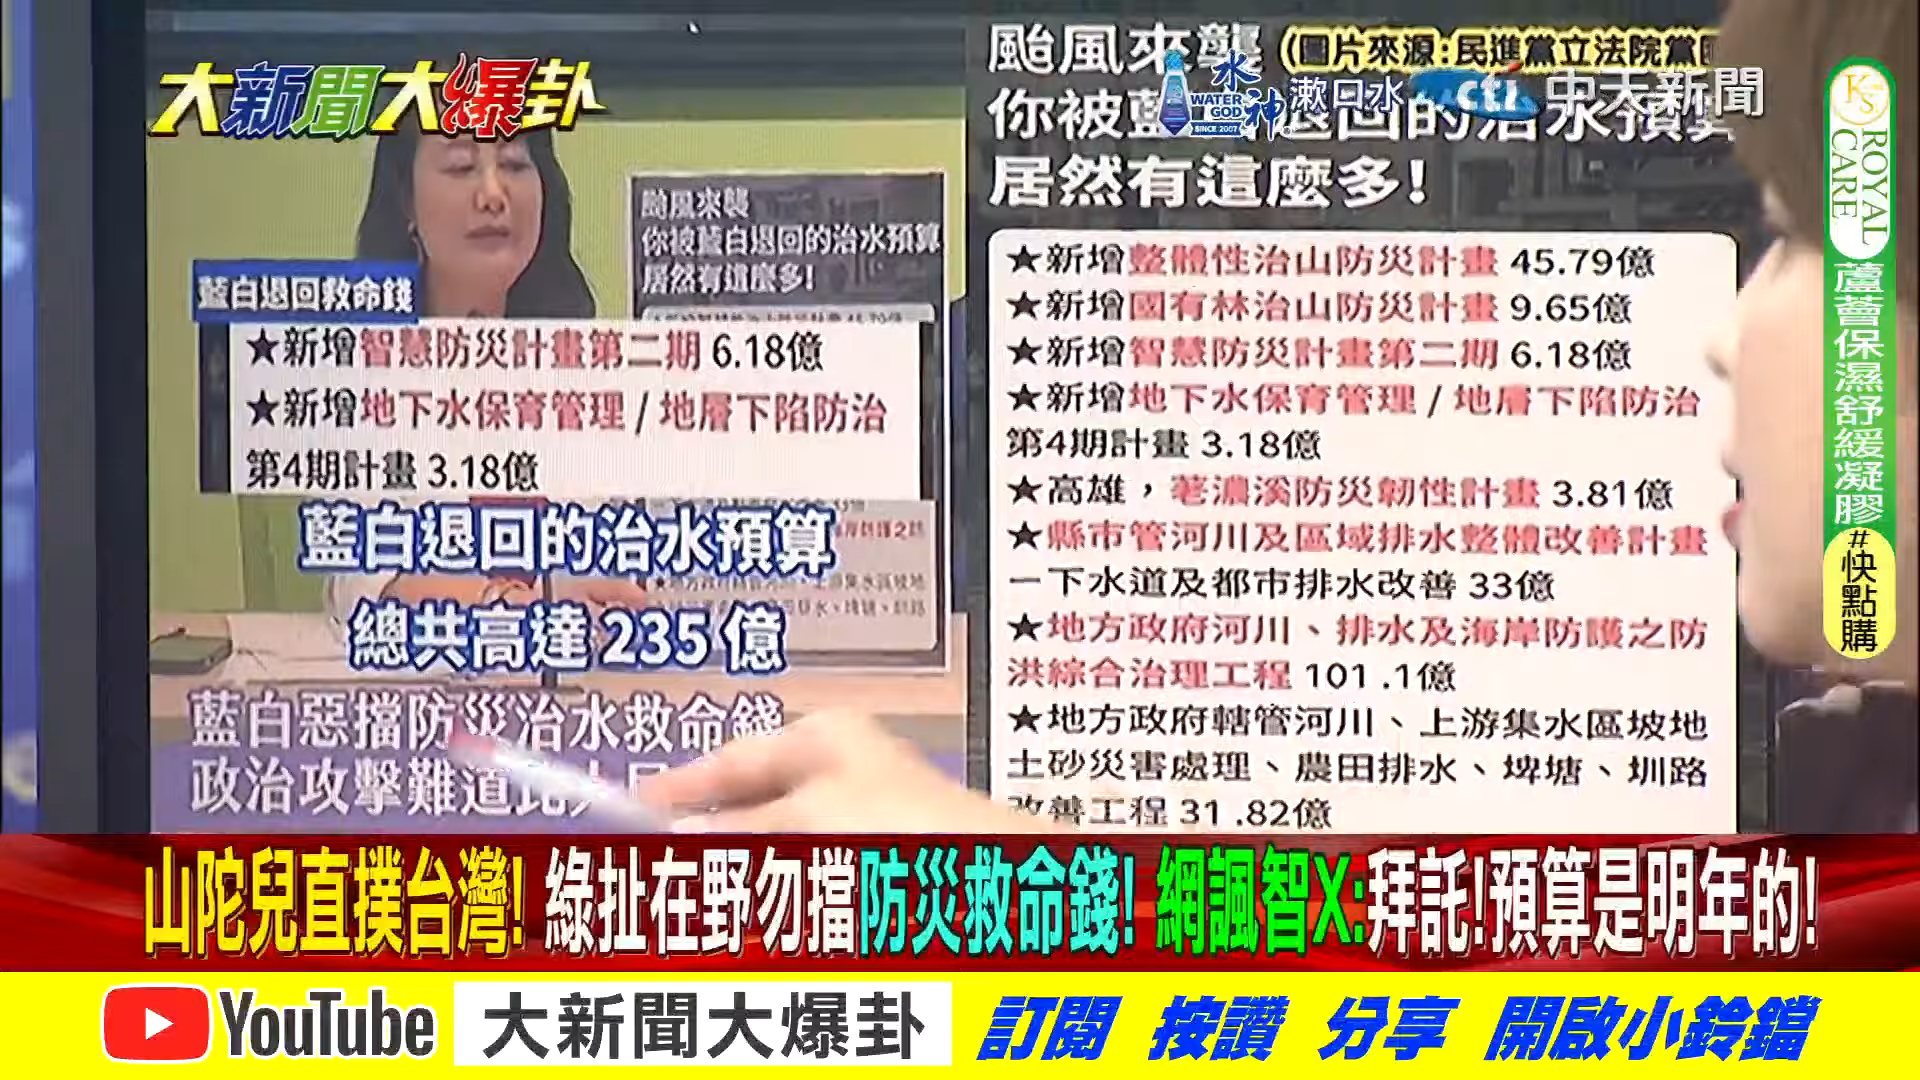 大新聞大爆卦
颱風來襲
你被藍白退回的治水預算
居然有這麼多!
藍白退回救命錢
★新增智慧防災計畫第二期 6.18億
★新增地下水保育管理 / 地層下陷防治
第4期計畫 3.18億
藍白退回的治水預算
總共高達 235 億
藍白惡擋防災治水救命錢
政治攻擊難道比人民
颱風來襲 (圖片來源:民進黨立法院黨團
水神
WATER GOD
SINCE 2007
漱口水
cti 中天新聞
你被藍 退回的治水預算
居然有這麼多!
★新增整體性治山防災計畫 45.79億
★新增國有林治山防災計畫 9.65億
★新增智慧防災計畫第二期 6.18億
★新增地下水保育管理 / 地層下陷防治
第4期計畫 3.18億
★高雄，荖濃溪防災韌性計畫 3.81億
★縣市管河川及區域排水整體改善計畫
－下水道及都市排水改善 33億
★地方政府河川、排水及海岸防護之防
洪綜合治理工程 101 .1億
★地方政府轄管河川、上游集水區坡地
土砂災害處理、農田排水、埤塘、圳路
改善工程 31 .82億
KS
ROYAL
CARE
蘆薈保濕舒緩凝膠
#快點購
山陀兒直撲台灣! 綠扯在野勿擋防災救命錢! 網諷智X:拜託!預算是明年的!
YouTube 大新聞大爆卦 訂閱 按讚 分享 開啟小鈴鐺